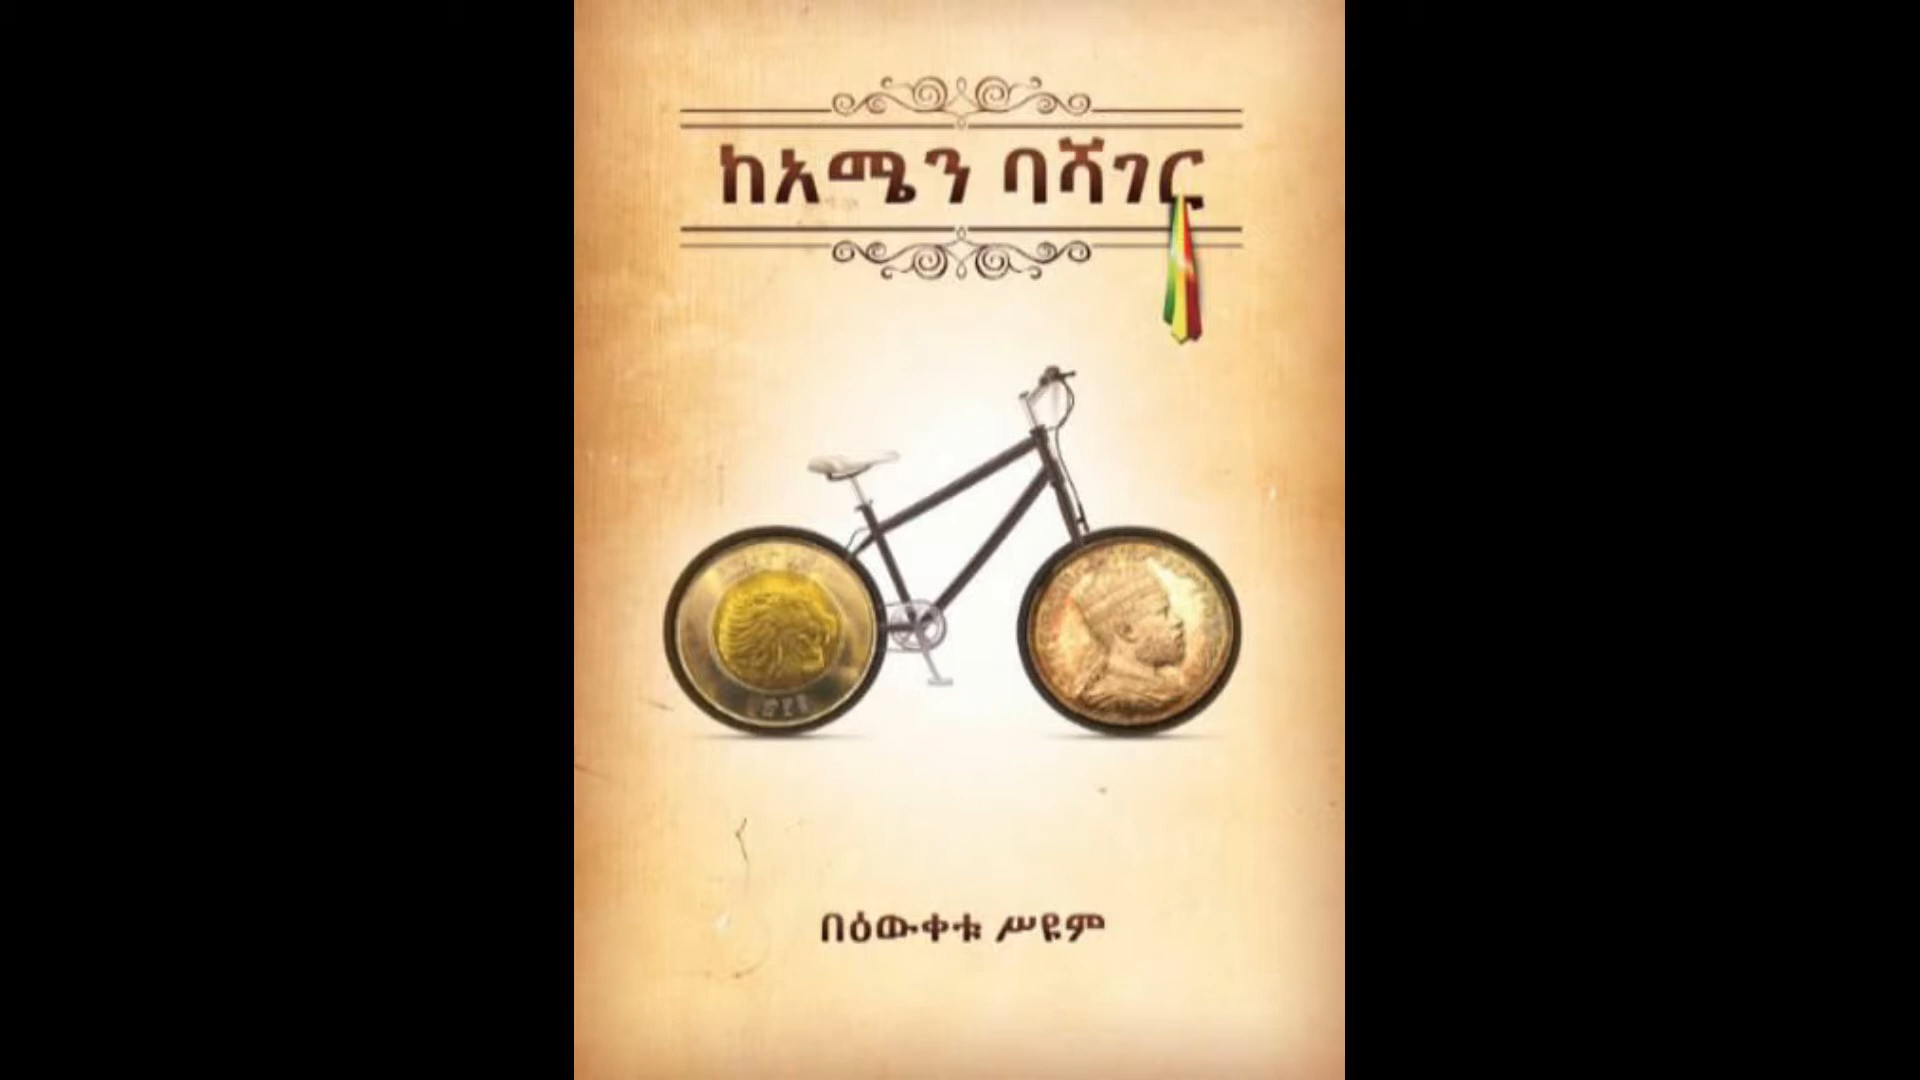 ከአሜን ባሻገር
በዕውቀቱ ሥዩም